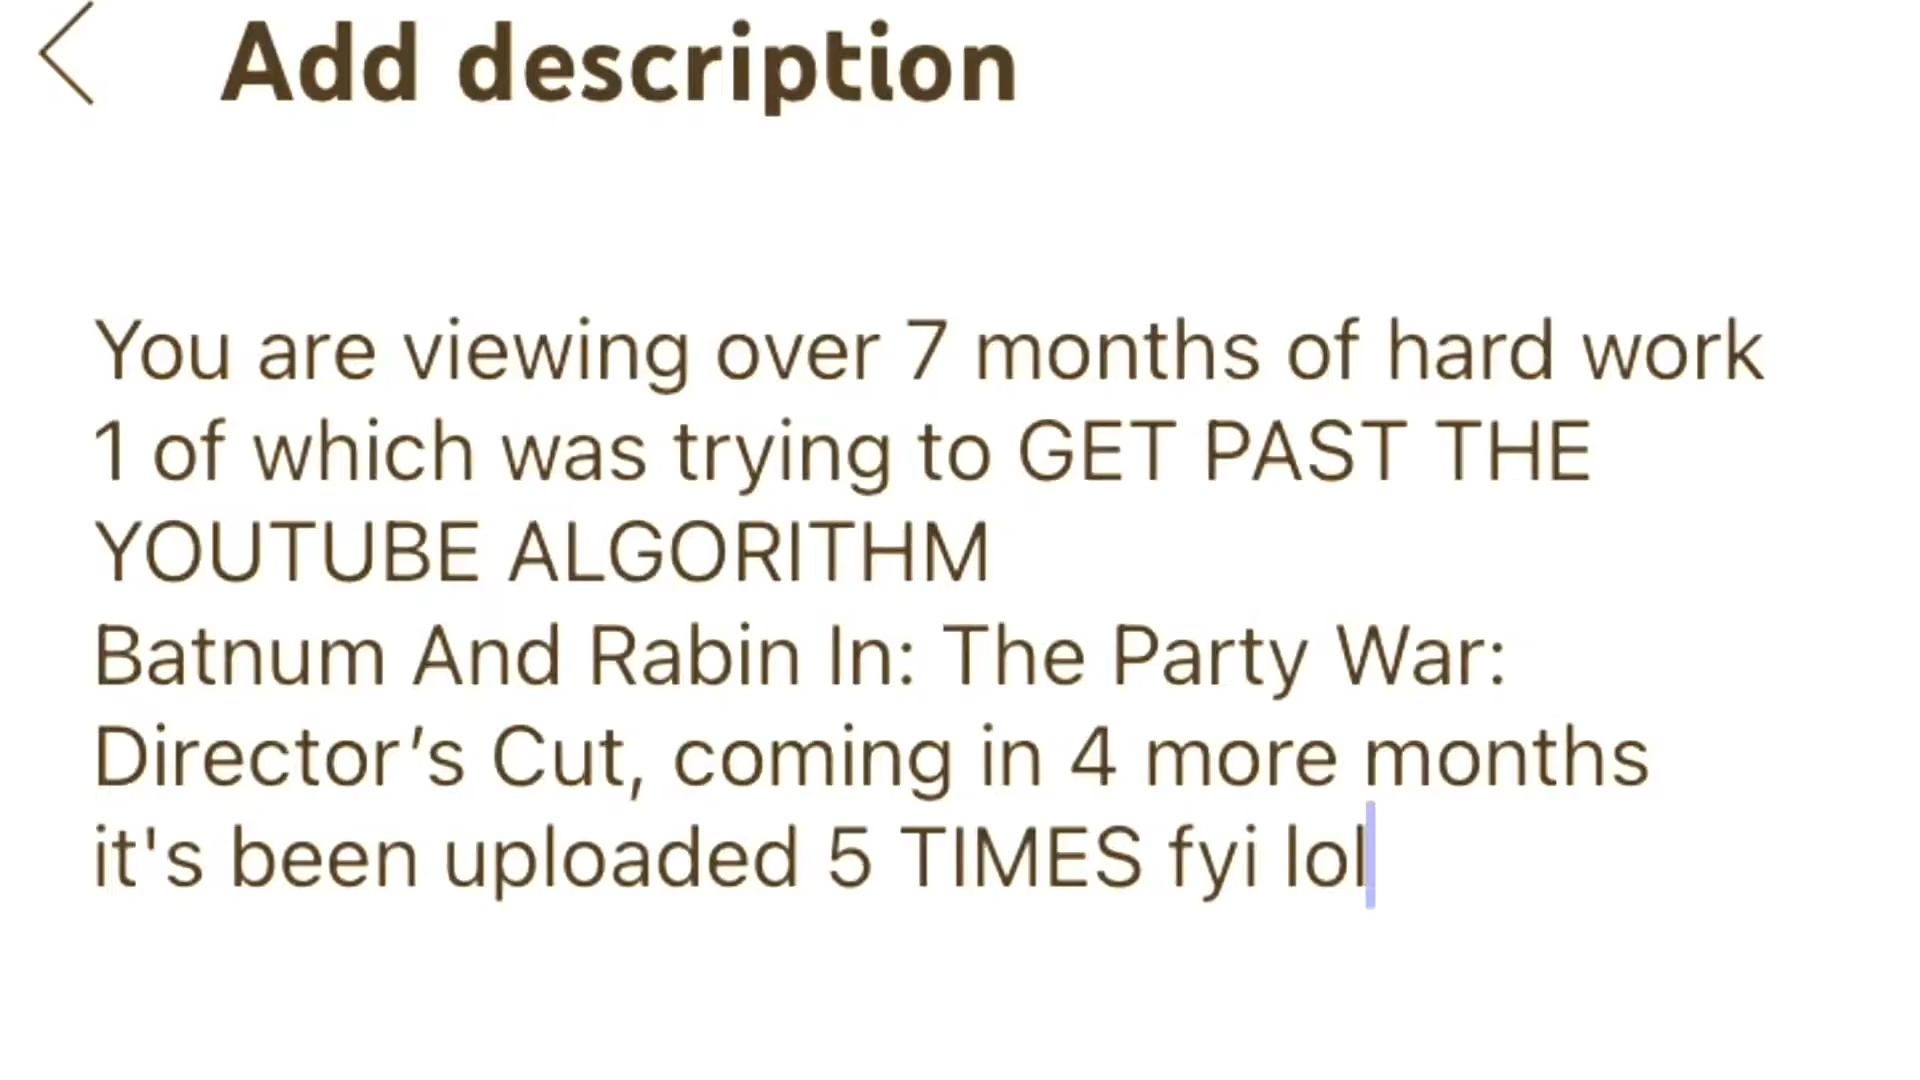 Add description
You are viewing over 7 months of hard work
1 of which was trying to GET PAST THE
YOUTUBE ALGORITHM
Batnum And Rabin In: The Party War:
Director’s Cut, coming in 4 more months
it's been uploaded 5 TIMES fyi lol